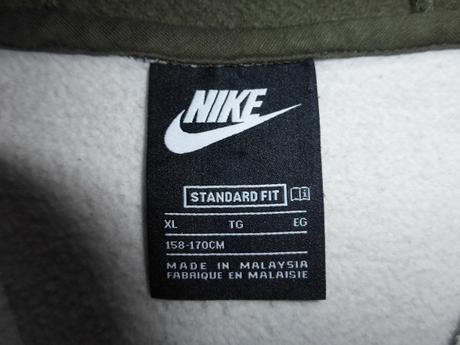 NIKE
STANDARD FIT
XL TG EG
158-170CM
MADE IN MALAYSIA
FABRIQUE EN MALAISIE